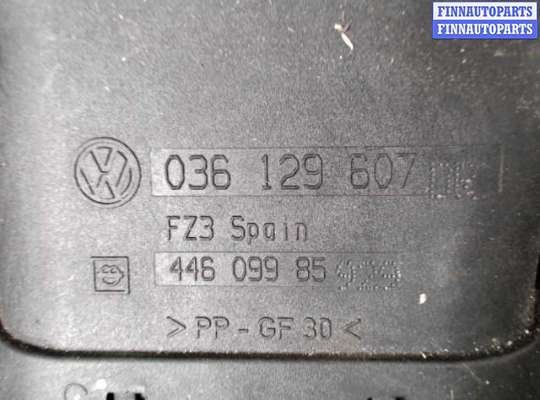 FINNAUTOPARTS
FINNAUTOPARTS
036 129 607
FZ3 Spain
446 099 85
>PP-GF 30<